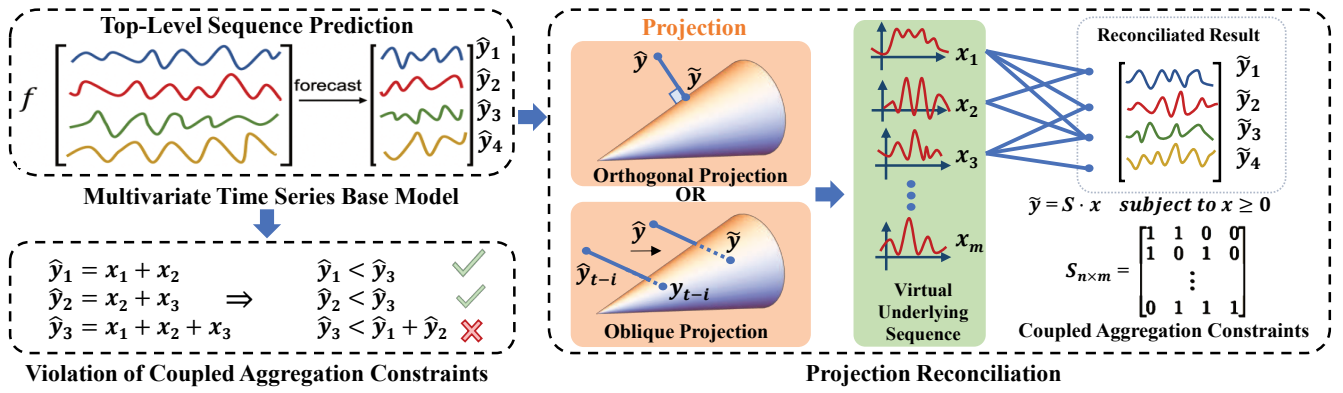 Top-Level Sequence Prediction
f
forecast
ŷ₁
ŷ₂
ŷ₃
ŷ₄
Multivariate Time Series Base Model
ŷ₁ = x₁ + x₂
ŷ₂ = x₂ + x₃
ŷ₃ = x₁ + x₂ + x₃
⇒
ŷ₁ < ŷ₃
ŷ₂ < ŷ₃
ŷ₃ < ŷ₁ + ŷ₂
Violation of Coupled Aggregation Constraints
Projection
ŷ
ỹ
Orthogonal Projection
OR
ŷ
ỹ
ŷₜ₋ᵢ
yₜ₋ᵢ
Oblique Projection
x₁
x₂
x₃
xₘ
Virtual
Underlying
Sequence
Reconciliated Result
ỹ₁
ỹ₂
ỹ₃
ỹ₄
ỹ = S · x subject to x ≥ 0
Sₙₓₘ =
1 1 0 0
1 0 1 0
⋮
0 1 1 1
Coupled Aggregation Constraints
Projection Reconciliation